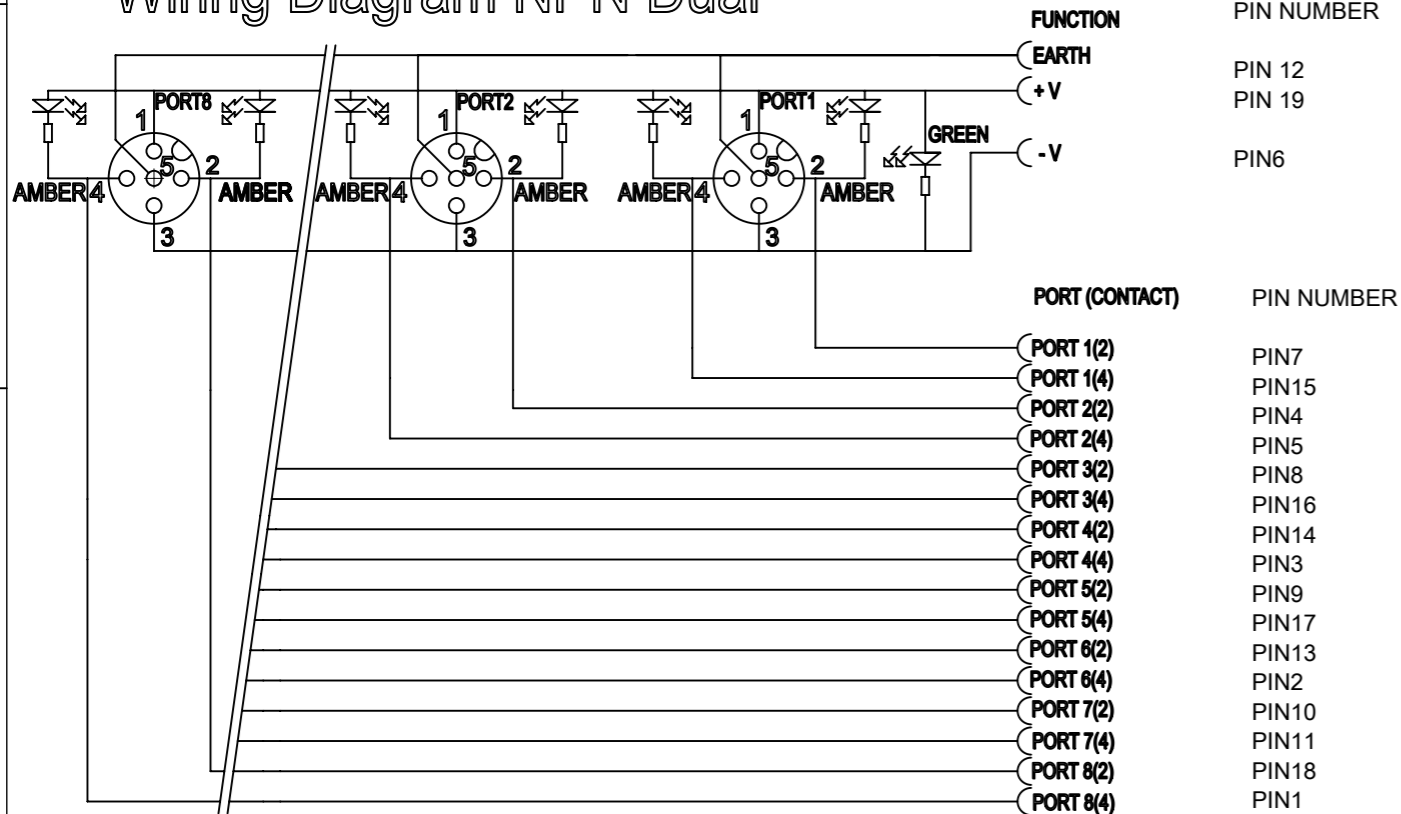 Wiring Diagram NPN Dual
FUNCTION PIN NUMBER
EARTH PIN 12
+V PIN 19
-V PIN6
PORT8 PORT2 PORT1
1 1 1
GREEN
5 2 5 2 5 2
AMBER 4 AMBER AMBER 4 AMBER AMBER 4 AMBER
3 3 3
PORT (CONTACT) PIN NUMBER
PORT 1(2) PIN7
PORT 1(4) PIN15
PORT 2(2) PIN4
PORT 2(4) PIN5
PORT 3(2) PIN8
PORT 3(4) PIN16
PORT 4(2) PIN14
PORT 4(4) PIN3
PORT 5(2) PIN9
PORT 5(4) PIN17
PORT 6(2) PIN13
PORT 6(4) PIN2
PORT 7(2) PIN10
PORT 7(4) PIN11
PORT 8(2) PIN18
PORT 8(4) PIN1